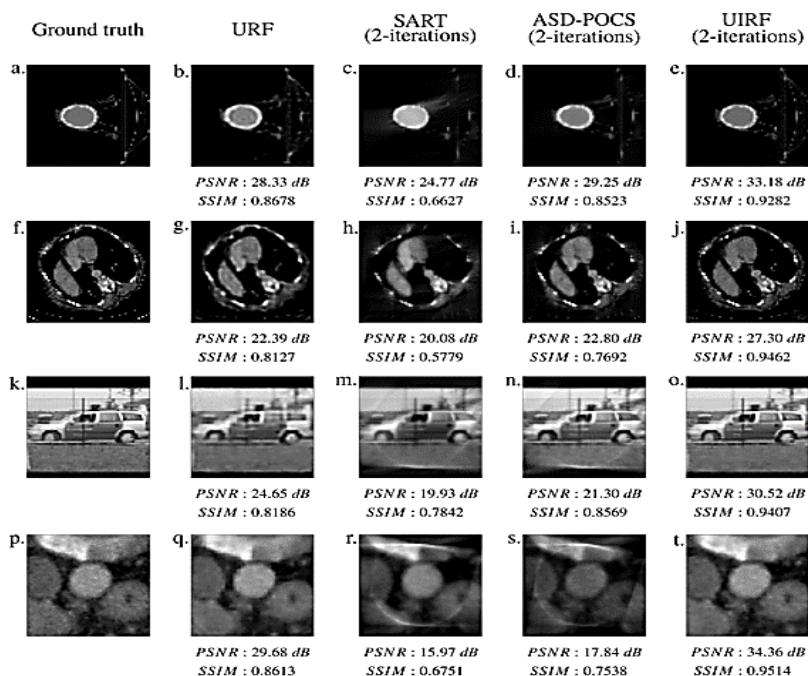 Ground truth URF SART (2-iterations) ASD-POCS (2-iterations) UIRF (2-iterations)
a. b. c. d. e.
PSNR : 28.33 dB PSNR : 24.77 dB PSNR : 29.25 dB PSNR : 33.18 dB
SSIM : 0.8678 SSIM : 0.6627 SSIM : 0.8523 SSIM : 0.9282
f. g. h. i. j.
PSNR : 22.39 dB PSNR : 20.08 dB PSNR : 22.80 dB PSNR : 27.30 dB
SSIM : 0.8127 SSIM : 0.5779 SSIM : 0.7692 SSIM : 0.9462
k. l. m. n. o.
PSNR : 24.65 dB PSNR : 19.93 dB PSNR : 21.30 dB PSNR : 30.52 dB
SSIM : 0.8186 SSIM : 0.7842 SSIM : 0.8569 SSIM : 0.9407
p. q. r. s. t.
PSNR : 29.68 dB PSNR : 15.97 dB PSNR : 17.84 dB PSNR : 34.36 dB
SSIM : 0.8613 SSIM : 0.6751 SSIM : 0.7538 SSIM : 0.9514